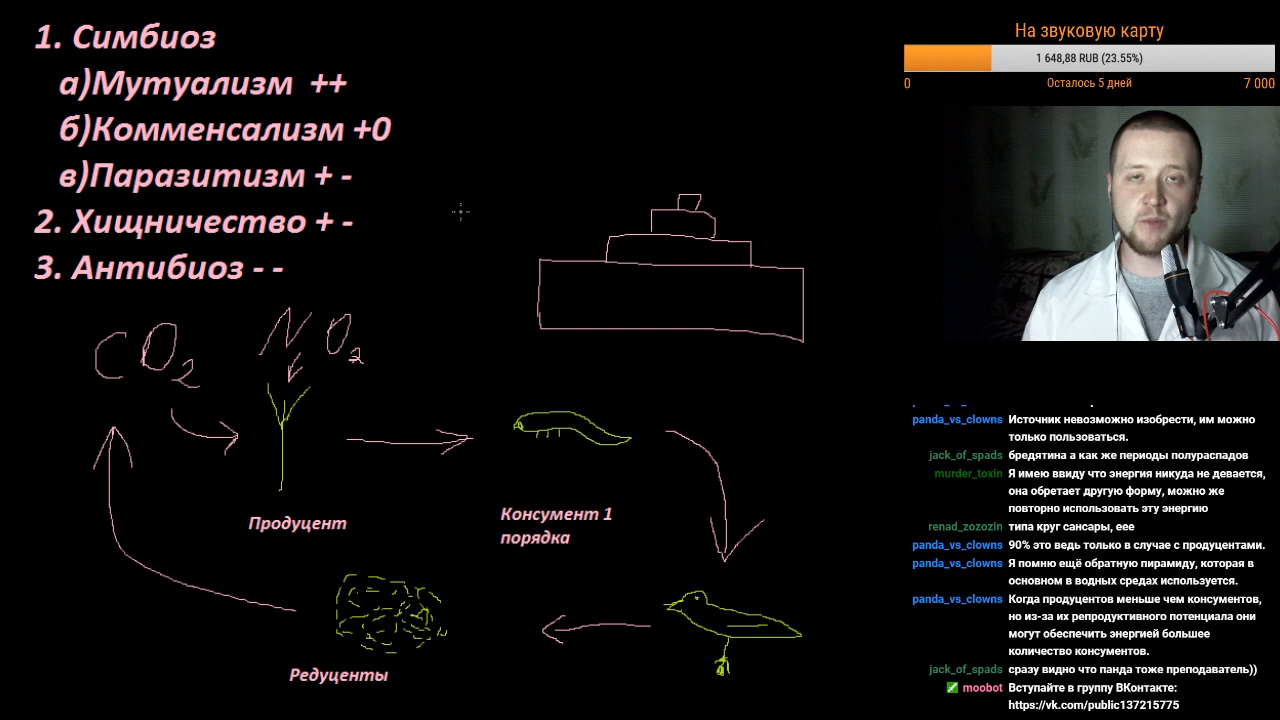 1. Симбиоз
а)Мутуализм ++
б)Комменсализм +0
в)Паразитизм + -
2. Хищничество + -
3. Антибиоз - -
CO2
NO2
Продуцент
Консумент 1
порядка
Редуценты
На звуковую карту
1 648,88 RUB (23.55%)
0
Осталось 5 дней
7 000
panda_vs_clowns Источник невозможно изобрести, им можно
только пользоваться.
jack_of_spads бредятина а как же периоды полураспадов
murder_toxin Я имею ввиду что энергия никуда не девается,
она обретает другую форму, можно же
повторно использовать эту энергию
renad_zozozin типа круг сансары, еее
panda_vs_clowns 90% это ведь только в случае с продуцентами.
panda_vs_clowns Я помню ещё обратную пирамиду, которая в
основном в водных средах используется.
panda_vs_clowns Когда продуцентов меньше чем консументов,
но из-за их репродуктивного потенциала они
могут обеспечить энергией большее
количество консументов.
jack_of_spads сразу видно что панда тоже преподаватель))
moobot Вступайте в группу ВКонтакте:
https://vk.com/public137215775